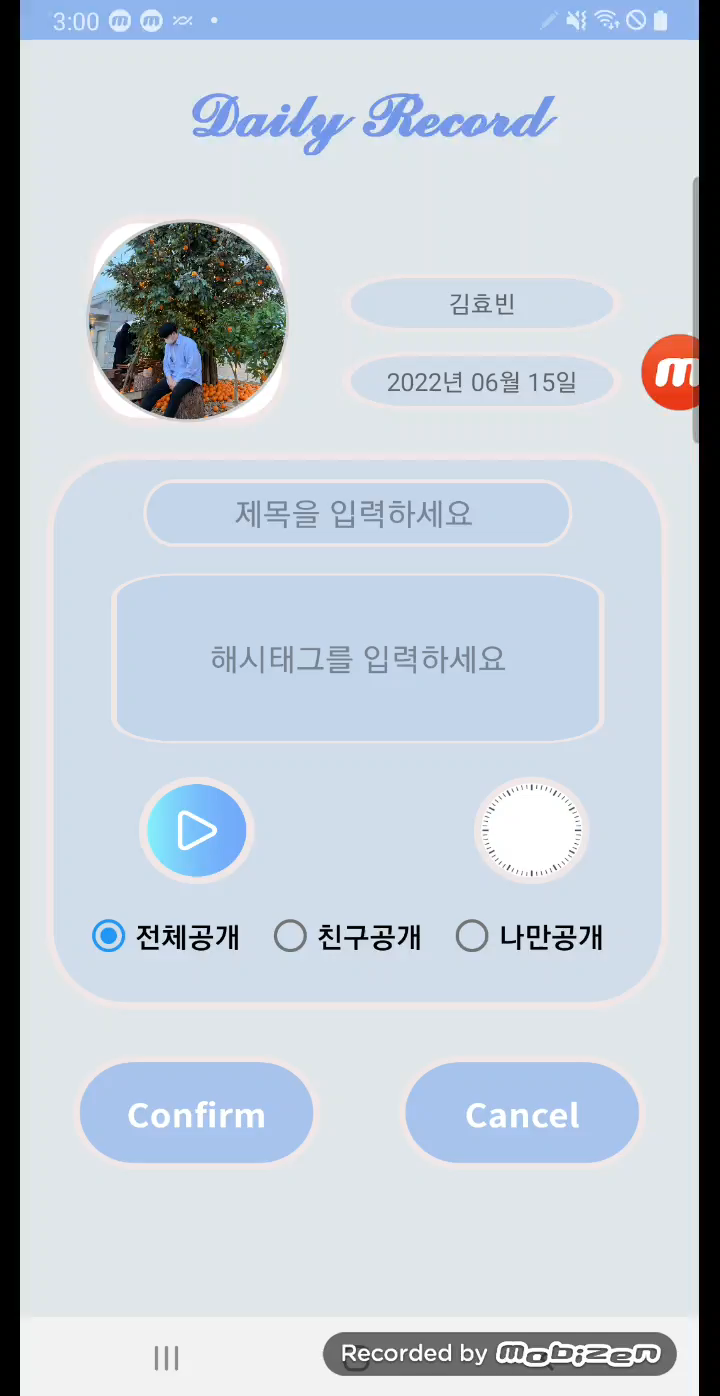 3:00
Daily Record
김효빈
2022년 06월 15일
제목을 입력하세요
해시태그를 입력하세요
전체공개 친구공개 나만공개
Confirm Cancel
Recorded by mobizen